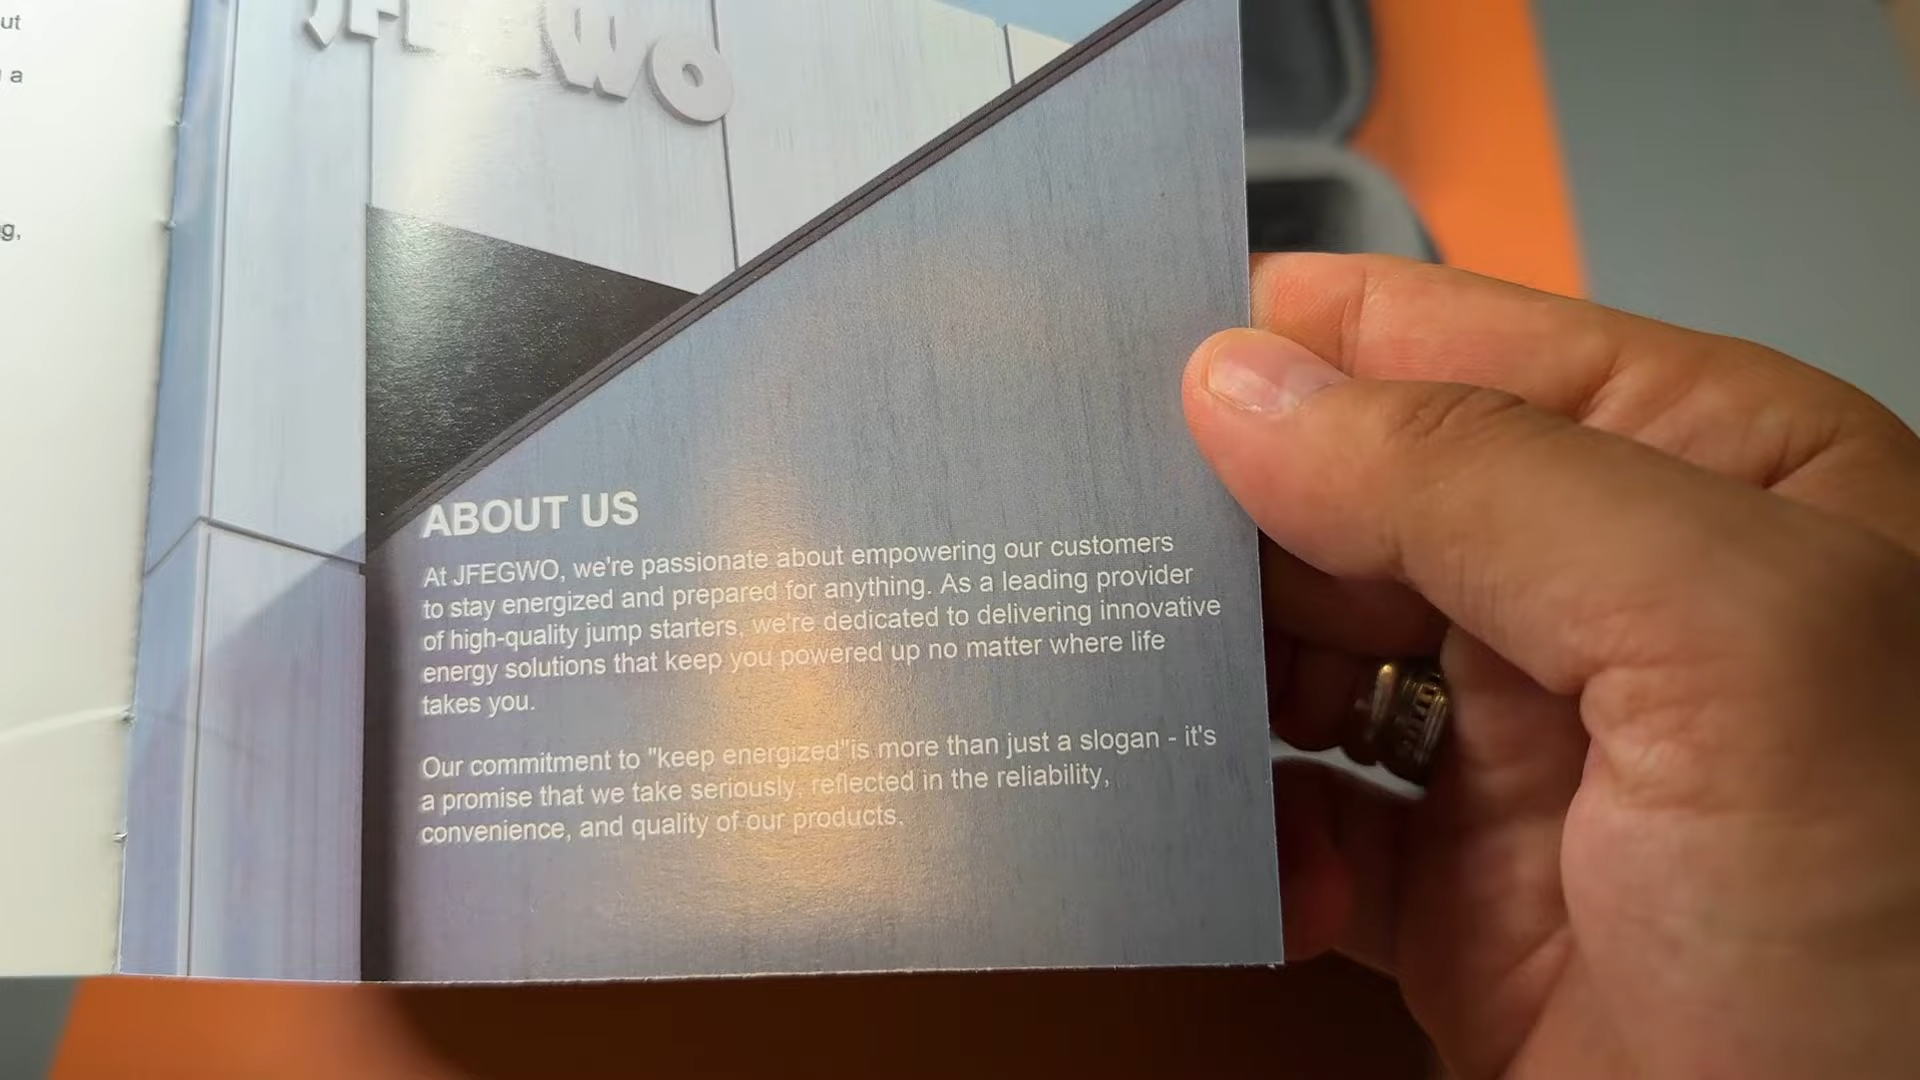 ut
a
g,
JFEGWO
ABOUT US
At JFEGWO, we're passionate about empowering our customers
to stay energized and prepared for anything. As a leading provider
of high-quality jump starters, we're dedicated to delivering innovative
energy solutions that keep you powered up no matter where life
takes you.
Our commitment to "keep energized"is more than just a slogan - it's
a promise that we take seriously, reflected in the reliability,
convenience, and quality of our products.